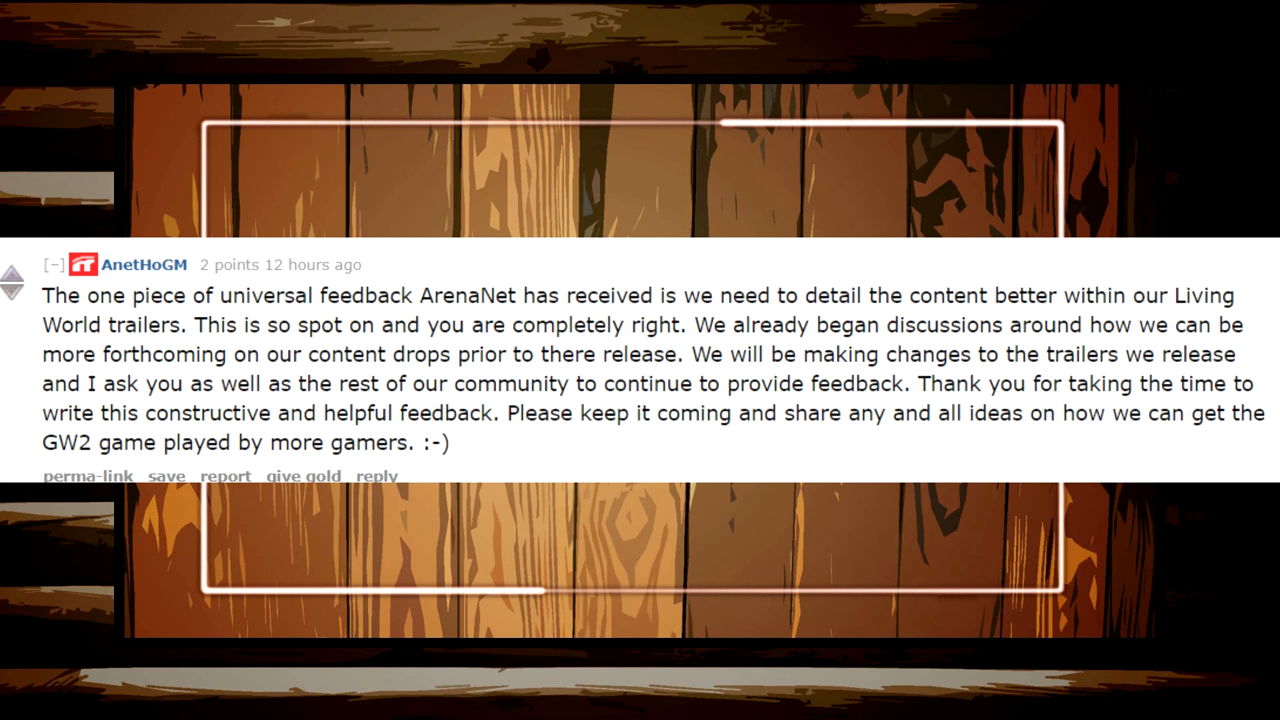 [–] AnetHoGM 2 points 12 hours ago
The one piece of universal feedback ArenaNet has received is we need to detail the content better within our Living
World trailers. This is so spot on and you are completely right. We already began discussions around how we can be
more forthcoming on our content drops prior to there release. We will be making changes to the trailers we release
and I ask you as well as the rest of our community to continue to provide feedback. Thank you for taking the time to
write this constructive and helpful feedback. Please keep it coming and share any and all ideas on how we can get the
GW2 game played by more gamers. :-)
perma-link save report give gold reply